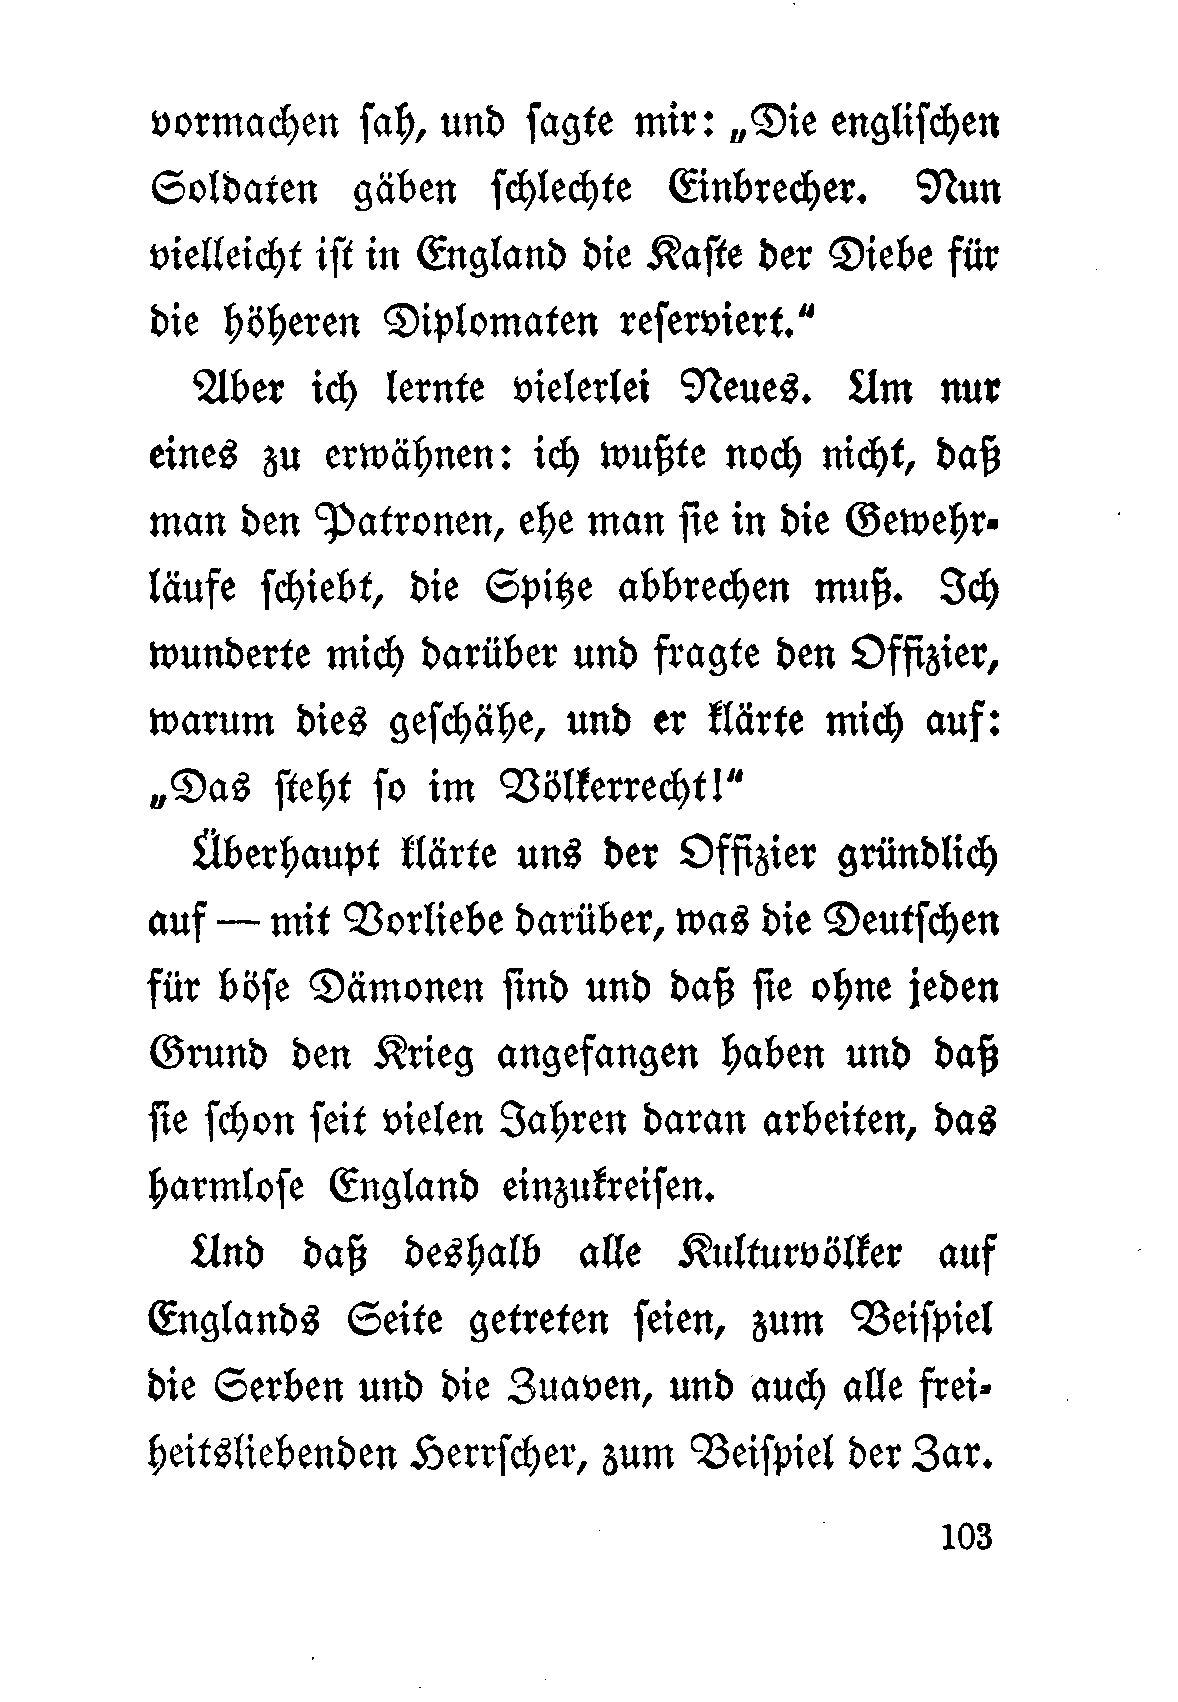 vormachen sah, und sagte mir: „Die englischen
Soldaten gäben schlechte Einbrecher. Nun
vielleicht ist in England die Kaste der Diebe für
die höheren Diplomaten reserviert.“
Aber ich lernte vielerlei Neues. Um nur
eines zu erwähnen: ich wußte noch nicht, daß
man den Patronen, ehe man sie in die Gewehr-
läufe schiebt, die Spitze abbrechen muß. Ich
wunderte mich darüber und fragte den Offizier,
warum dies geschähe, und er klärte mich auf:
„Das steht so im Völkerrecht!“
Überhaupt klärte uns der Offizier gründlich
auf — mit Vorliebe darüber, was die Deutschen
für böse Dämonen sind und daß sie ohne jeden
Grund den Krieg angefangen haben und daß
sie schon seit vielen Jahren daran arbeiten, das
harmlose England einzukreisen.
Und daß deshalb alle Kulturvölker auf
Englands Seite getreten seien, zum Beispiel
die Serben und die Zuaven, und auch alle frei-
heitsliebenden Herrscher, zum Beispiel der Zar.
103